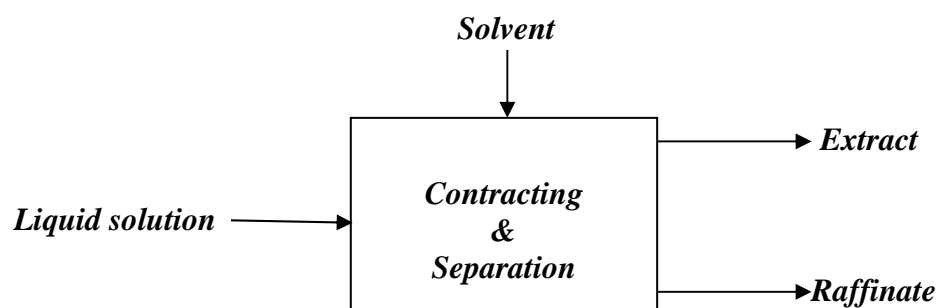 Solvent
Extract
Contracting
Liquid solution
&
Separation
Raffinate